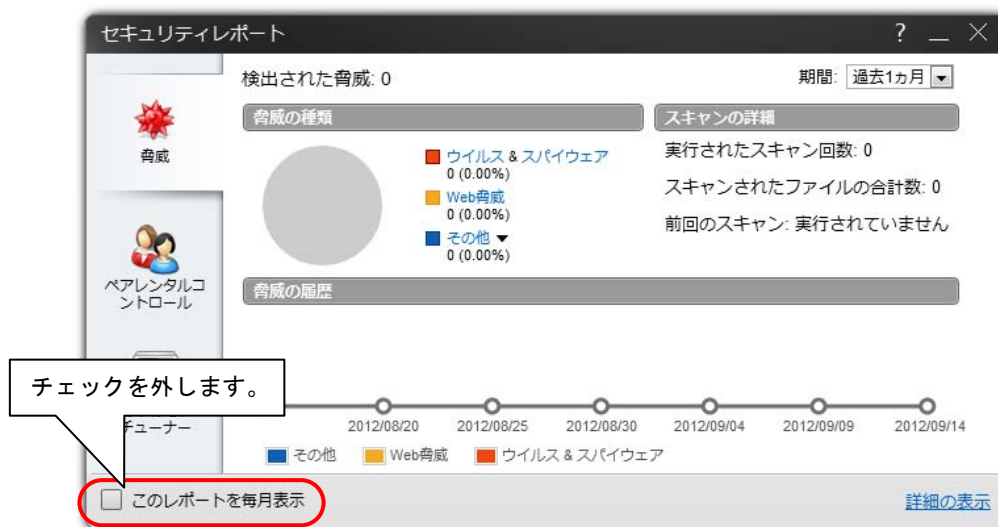 セキュリティレポート
?
検出された脅威: 0
期間: 過去1ヵ月
脅威
脅威の種類
ウイルス & スパイウェア
0 (0.00%)
Web脅威
0 (0.00%)
その他
0 (0.00%)
スキャンの詳細
実行されたスキャン回数: 0
スキャンされたファイルの合計数: 0
前回のスキャン: 実行されていません
ペアレンタルコ
ントロール
脅威の履歴
チェックを外します。
チューナー
2012/08/20 2012/08/25 2012/08/30 2012/09/04 2012/09/09 2012/09/14
その他 Web脅威 ウイルス & スパイウェア
このレポートを毎月表示
詳細の表示